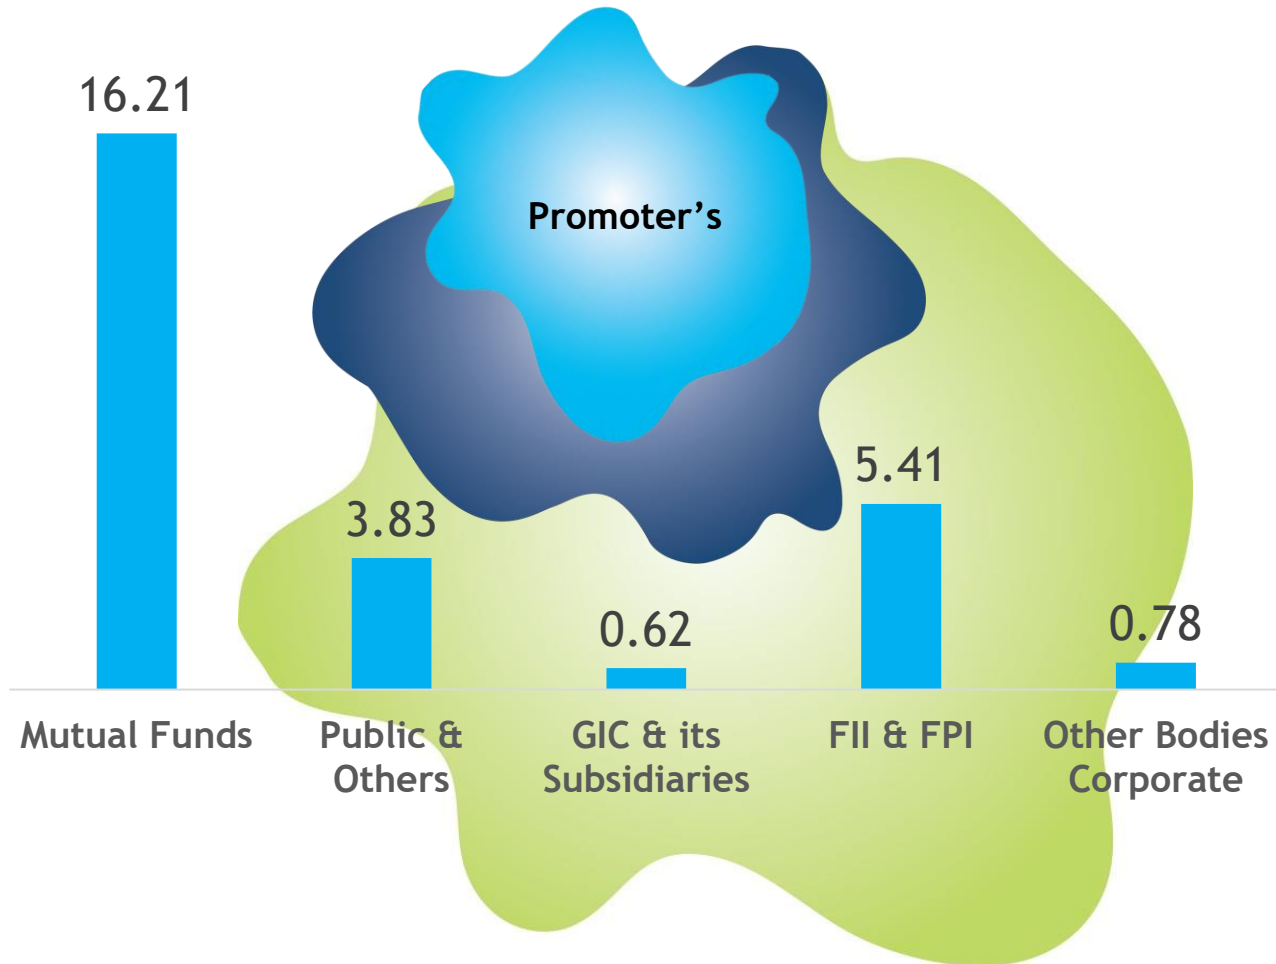 16.21
Promoter’s
5.41
3.83
0.62
0.78
Mutual Funds
Public &
Others
GIC & its
Subsidiaries
FII & FPI
Other Bodies
Corporate